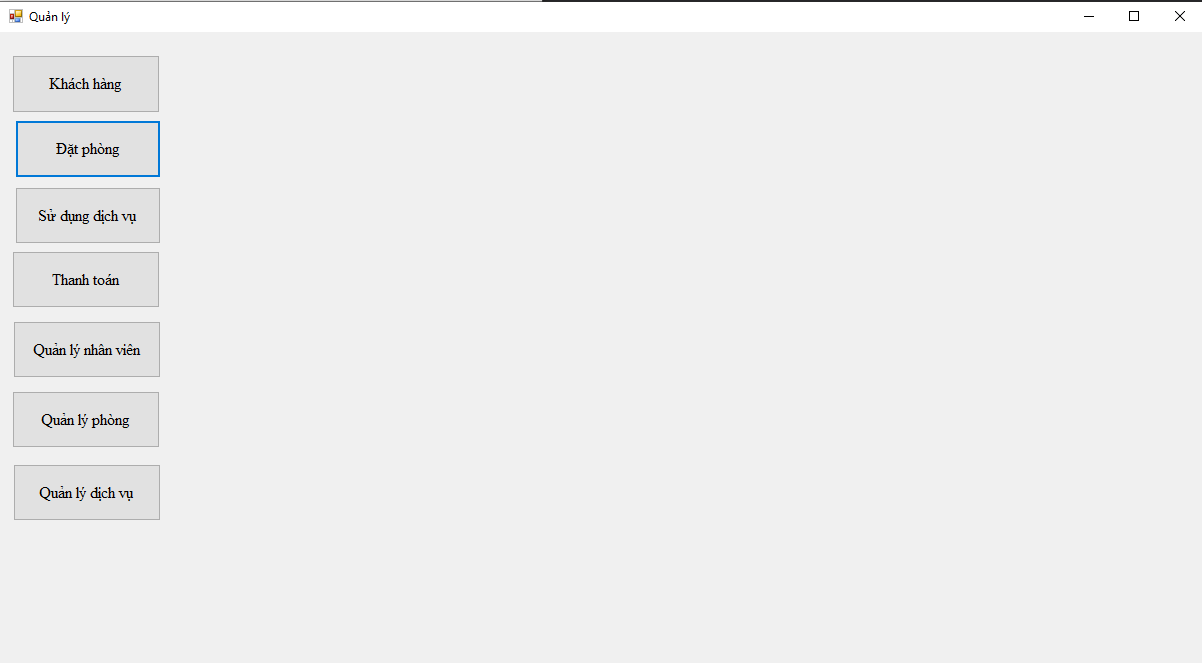 Quản lý
Khách hàng
Đặt phòng
Sử dụng dịch vụ
Thanh toán
Quản lý nhân viên
Quản lý phòng
Quản lý dịch vụ